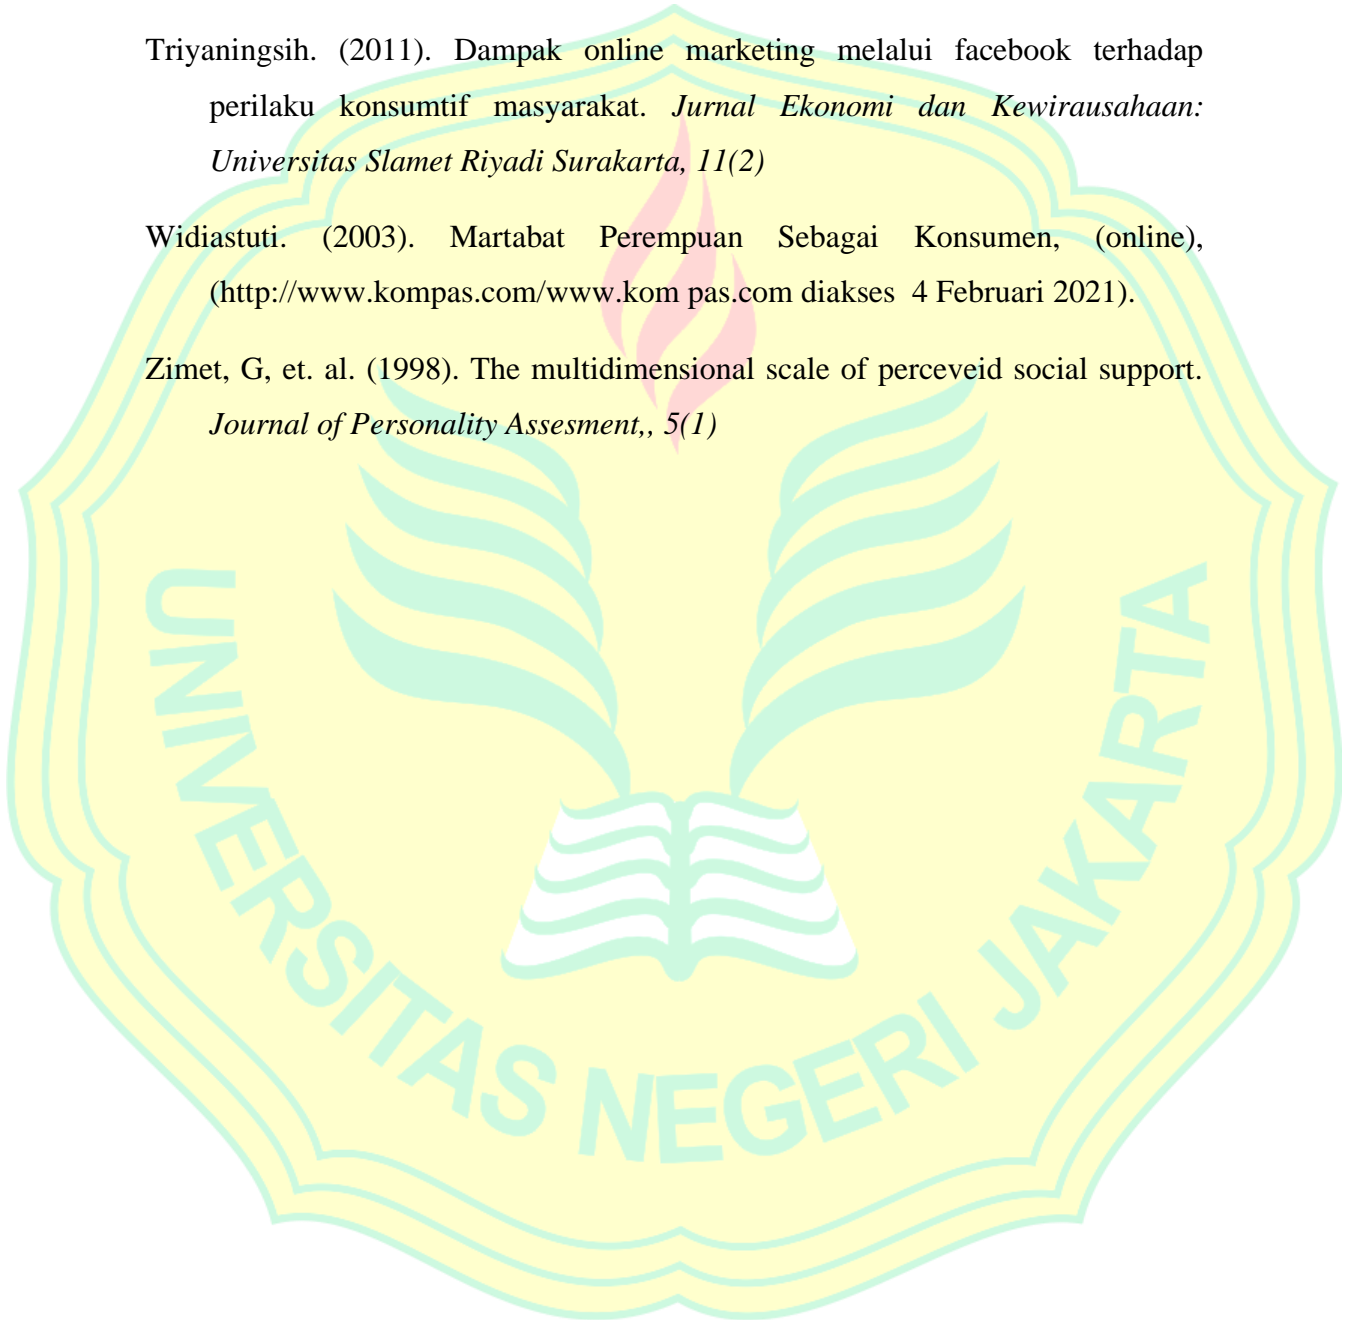 Triyaningsih. (2011). Dampak online marketing melalui facebook terhadap
perilaku konsumtif masyarakat. Jurnal Ekonomi dan Kewirausahaan:
Universitas Slamet Riyadi Surakarta, 11(2)
Widiastuti. (2003). Martabat Perempuan Sebagai Konsumen, (online),
(http://www.kompas.com/www.kom pas.com diakses  4 Februari 2021).
Zimet, G, et. al. (1998). The multidimensional scale of perceveid social support.
Journal of Personality Assesment,, 5(1)
UNIVERSITAS NEGERI JAKARTA